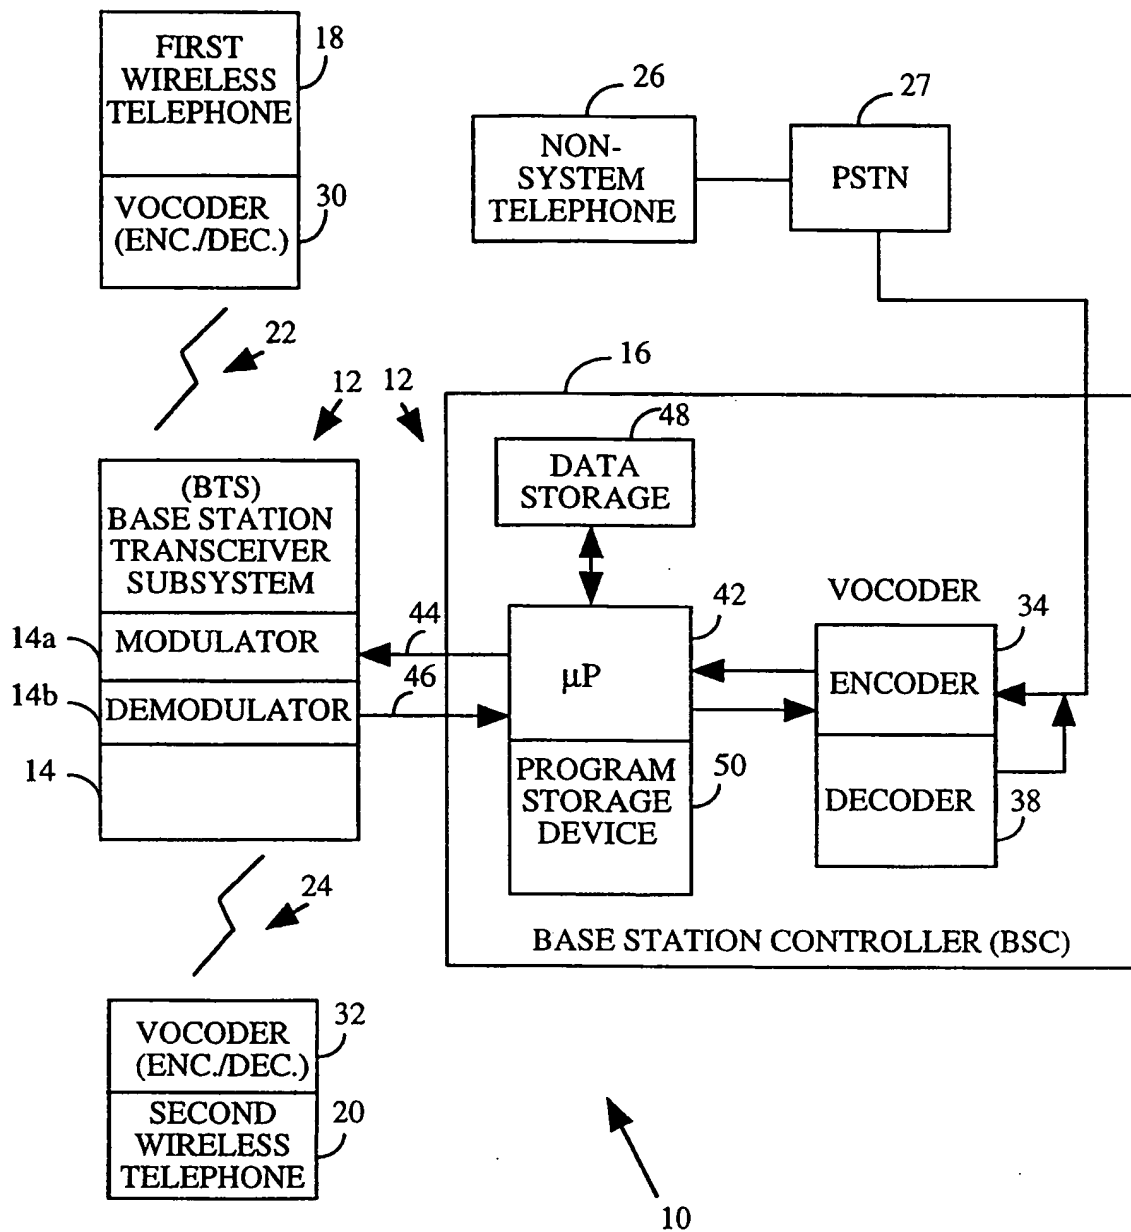 18
FIRST
WIRELESS
TELEPHONE
30
VOCODER
(ENC./DEC.)
26
NON-
SYSTEM
TELEPHONE
27
PSTN
22
12
12
16
48
DATA
STORAGE
(BTS)
BASE STATION
TRANSCEIVER
SUBSYSTEM
14a
MODULATOR
44
14b
DEMODULATOR
46
14
42
μP
50
PROGRAM
STORAGE
DEVICE
VOCODER
34
ENCODER
DECODER
38
BASE STATION CONTROLLER (BSC)
24
32
VOCODER
(ENC./DEC.)
20
SECOND
WIRELESS
TELEPHONE
10